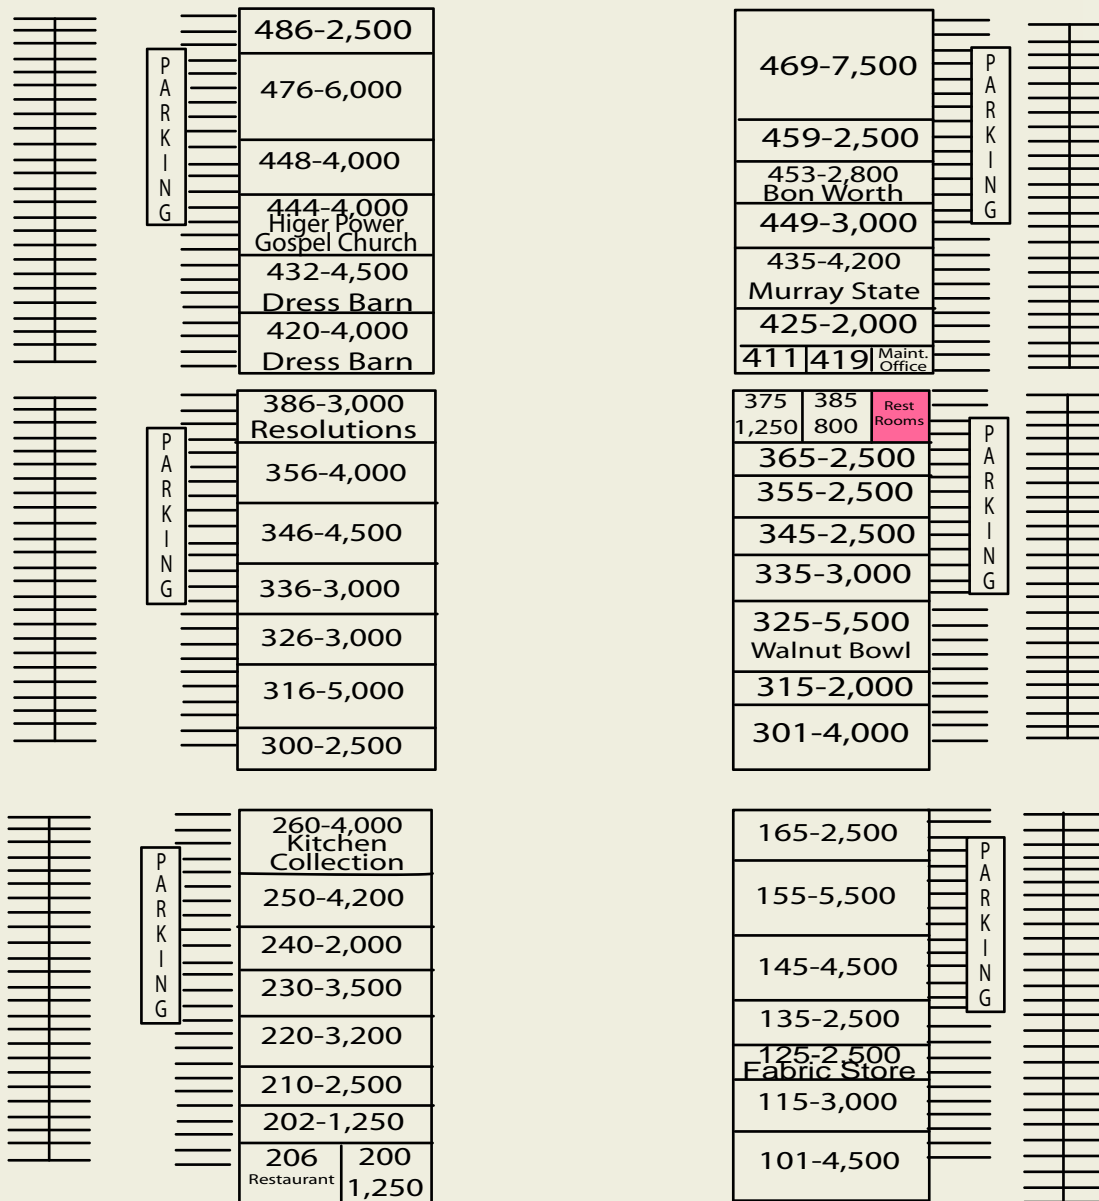 PARKING
486-2,500
476-6,000
448-4,000
444-4,000
Higer Power
Gospel Church
432-4,500
Dress Barn
420-4,000
Dress Barn
469-7,500
459-2,500
453-2,800
Bon Worth
449-3,000
435-4,200
Murray State
425-2,000
411
419
Maint.
Office
PARKING
PARKING
386-3,000
Resolutions
356-4,000
346-4,500
336-3,000
326-3,000
316-5,000
300-2,500
375
1,250
385
800
Rest
Rooms
365-2,500
355-2,500
345-2,500
335-3,000
325-5,500
Walnut Bowl
315-2,000
301-4,000
PARKING
PARKING
260-4,000
Kitchen
Collection
250-4,200
240-2,000
230-3,500
220-3,200
210-2,500
202-1,250
206
Restaurant
200
1,250
165-2,500
155-5,500
145-4,500
135-2,500
125-2,500
Fabric Store
115-3,000
101-4,500
PARKING